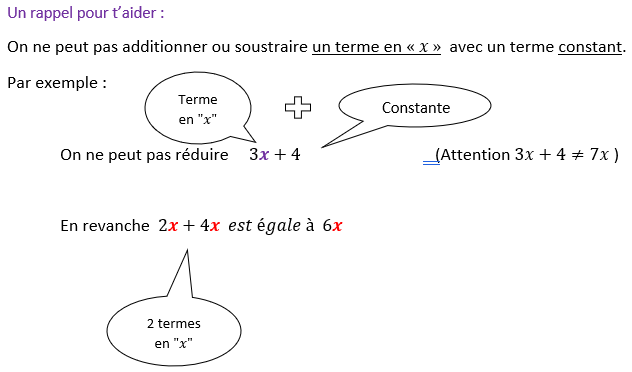 Un rappel pour t’aider :
On ne peut pas additionner ou soustraire un terme en « x » avec un terme constant.
Par exemple :
Terme
en "x"
Constante
On ne peut pas réduire 3x + 4 (Attention 3x + 4 ≠ 7x )
En revanche 2x + 4x est égale à 6x
2 termes
en "x"